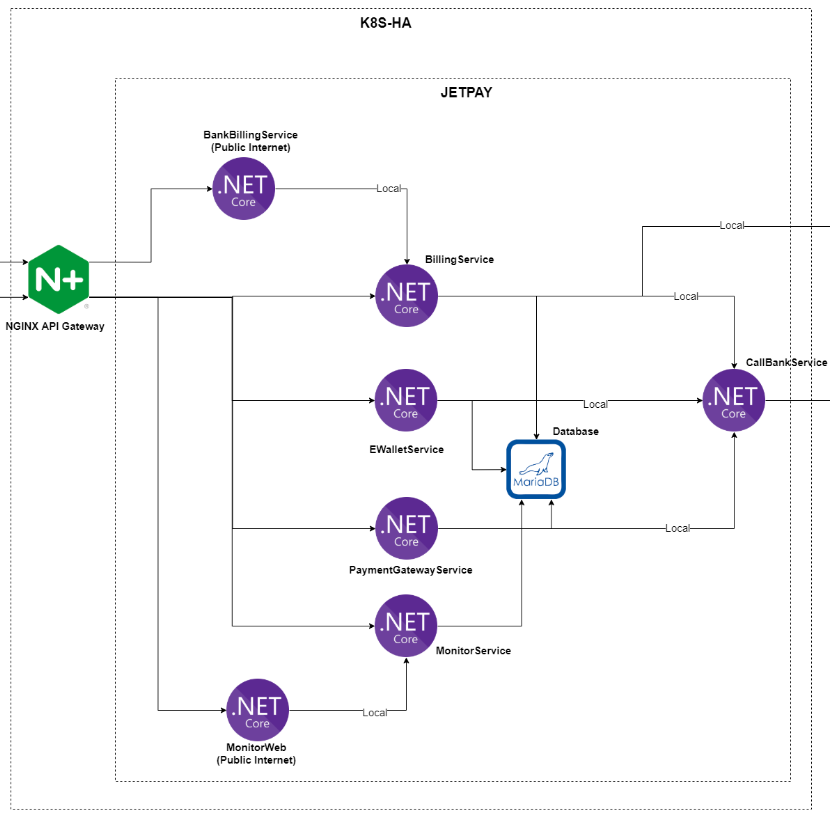 K8S-HA
JETPAY
BankBillingService
(Public Internet)
.NET
Core
Local
Local
BillingService
N+
®
.NET
Core
Local
NGINX API Gateway
CallBankService
.NET
Core
.NET
Core
Local
Database
EWalletService
MariaDB
.NET
Core
Local
PaymentGatewayService
.NET
Core
MonitorService
.NET
Core
Local
MonitorWeb
(Public Internet)